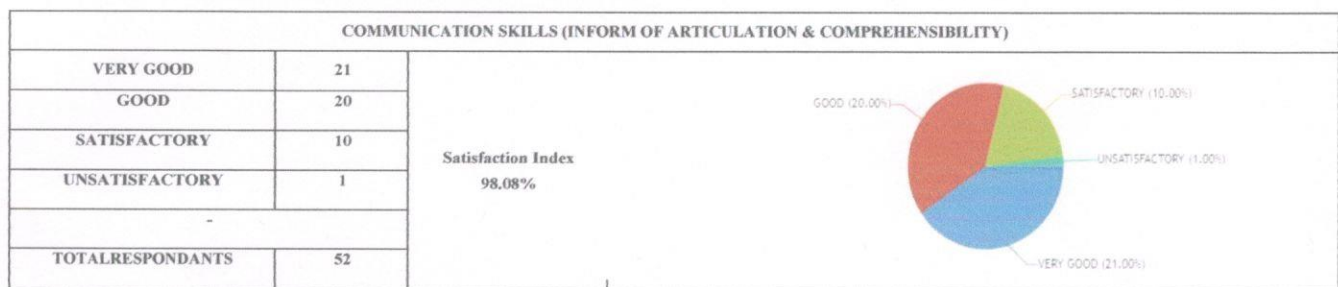 COMMUNICATION SKILLS (INFORM OF ARTICULATION & COMPREHENSIBILITY)
VERY GOOD 21
GOOD 20
SATISFACTORY 10
UNSATISFACTORY 1
-
TOTALRESPONDANTS 52
Satisfaction Index
98.08%
GOOD (20.00%)
SATISFACTORY (10.00%)
UNSATISFACTORY (1.00%)
VERY GOOD (21.00%)